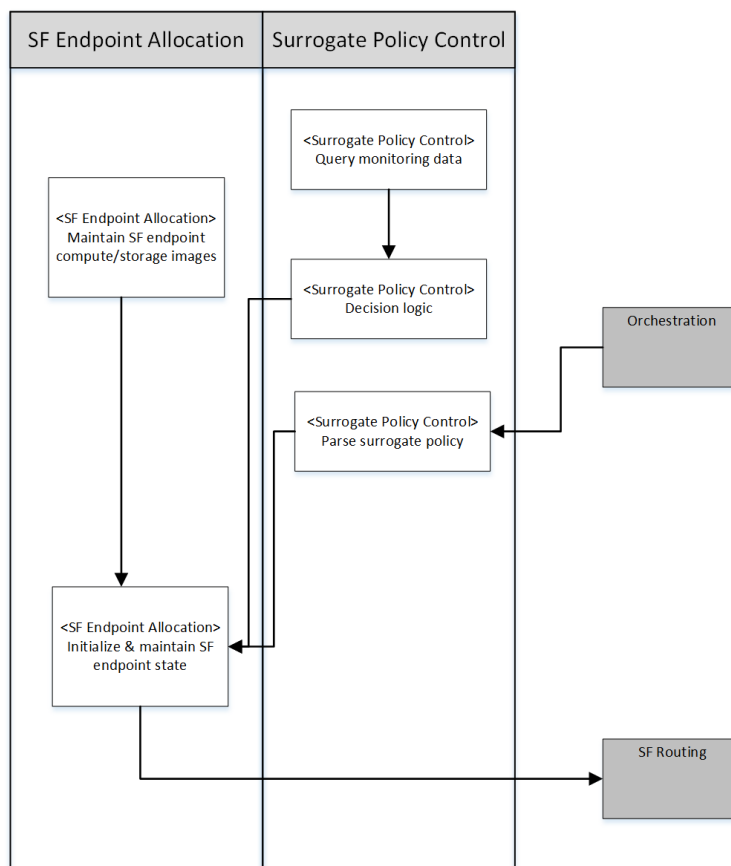 SF Endpoint Allocation
Surrogate Policy Control
<Surrogate Policy Control>
Query monitoring data
<SF Endpoint Allocation>
Maintain SF endpoint
compute/storage images
<Surrogate Policy Control>
Decision logic
Orchestration
<Surrogate Policy Control>
Parse surrogate policy
<SF Endpoint Allocation>
Initialize & maintain SF
endpoint state
SF Routing